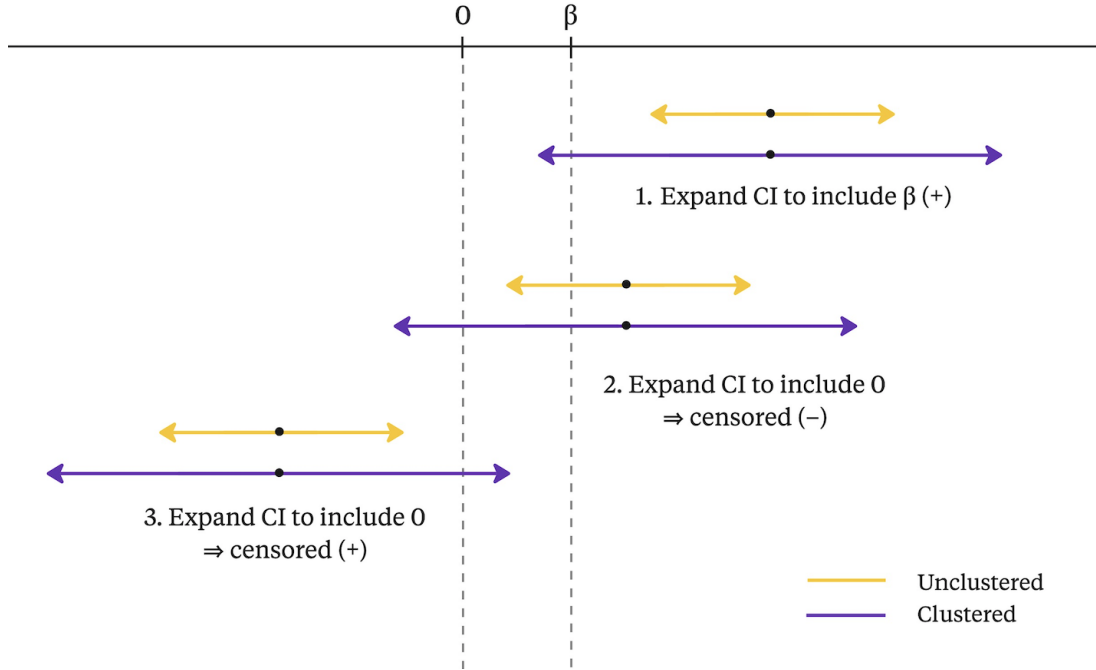 0
β
1. Expand CI to include β (+)
2. Expand CI to include 0
⇒ censored (−)
3. Expand CI to include 0
⇒ censored (+)
Unclustered
Clustered